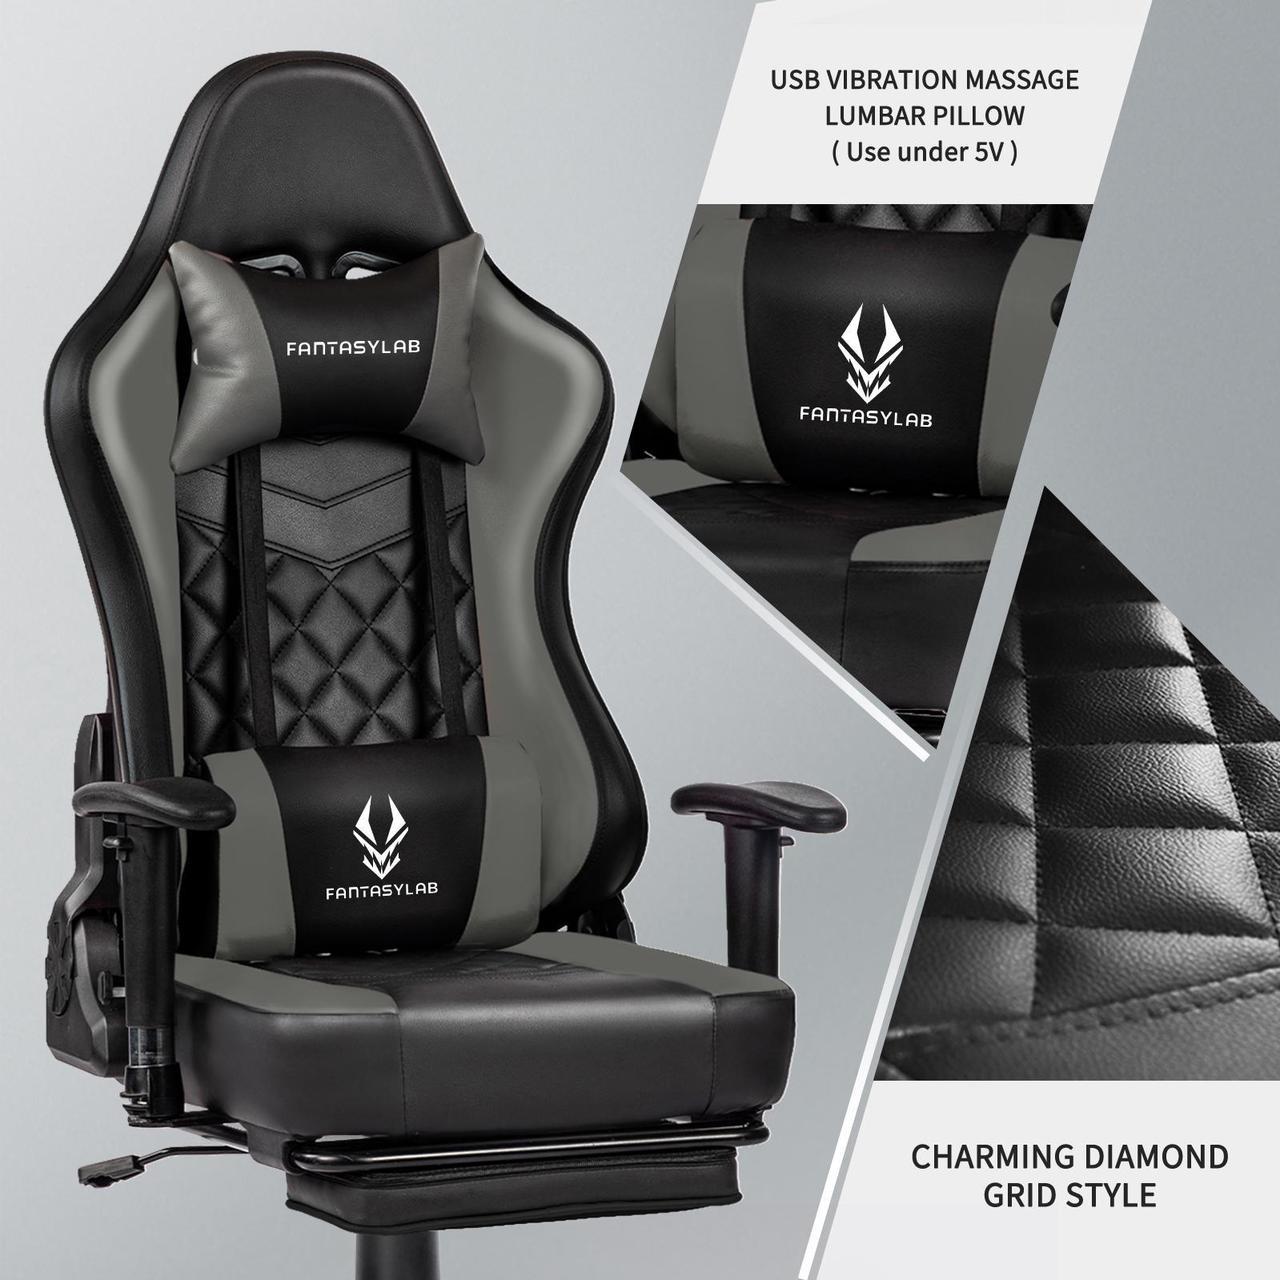 USB VIBRATION MASSAGE
LUMBAR PILLOW
( Use under 5V )
FANTASYLAB
FANTASYLAB
FANTASYLAB
CHARMING DIAMOND
GRID STYLE